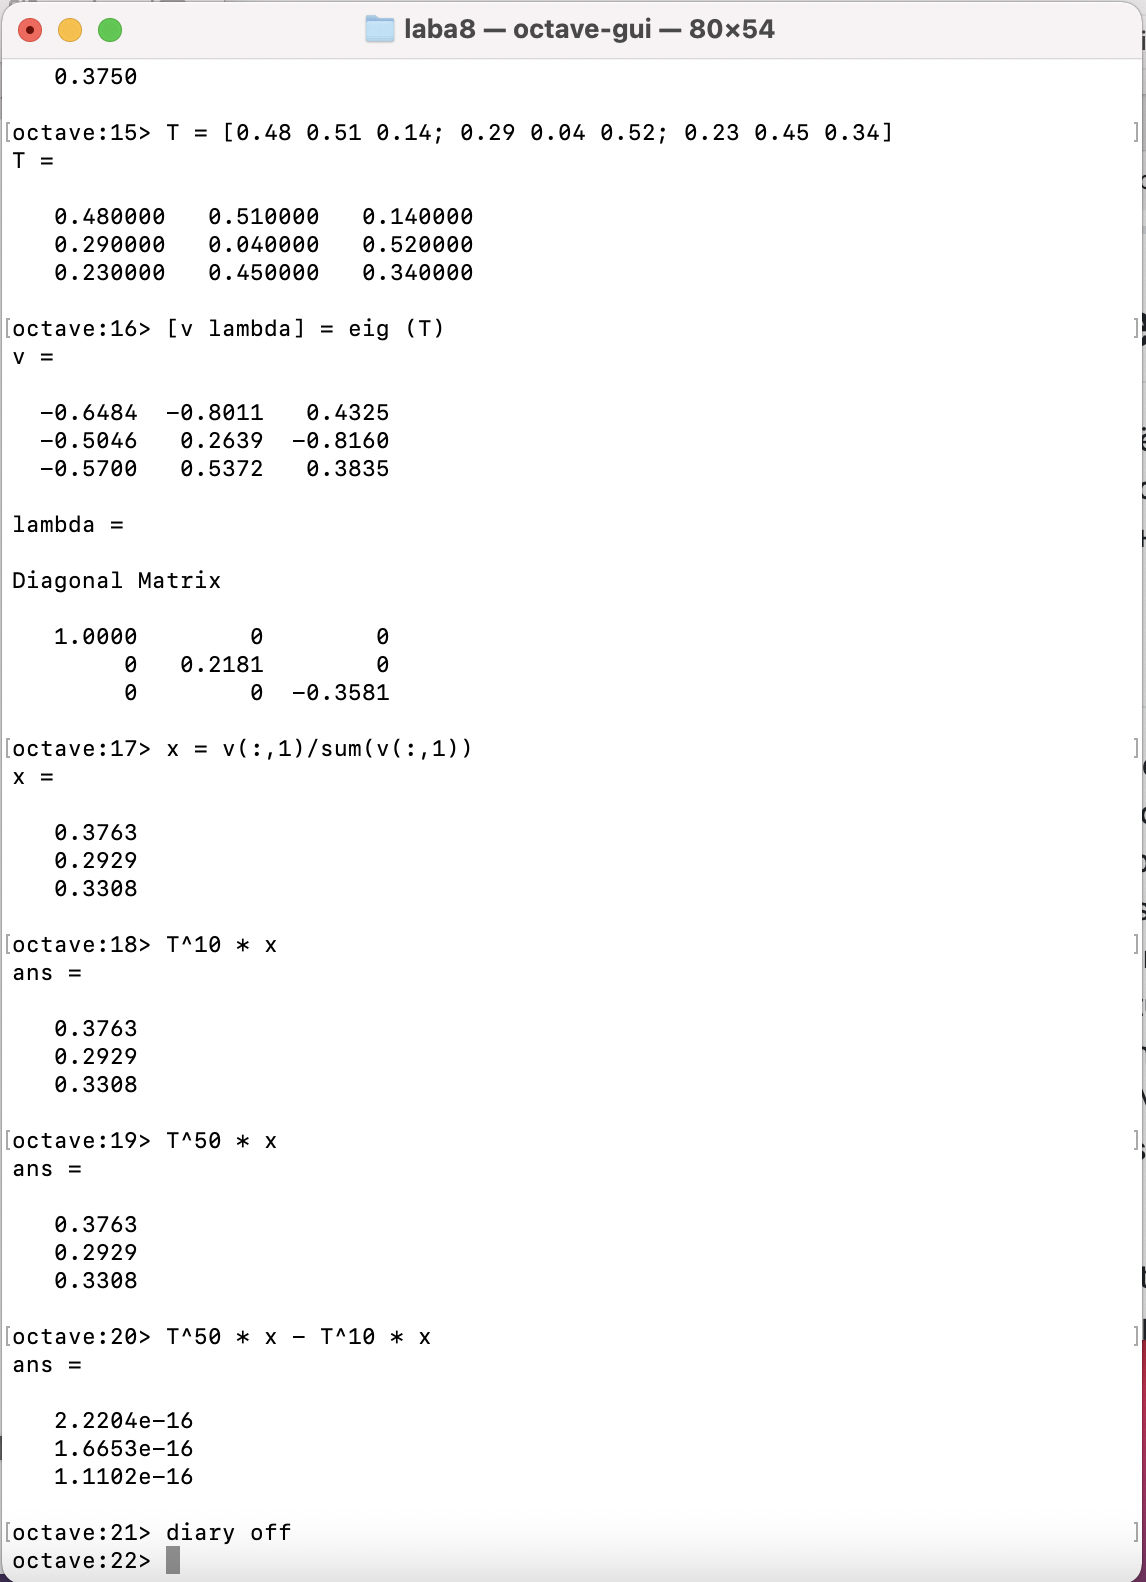 laba8 — octave-gui — 80×54
0.3750
[octave:15> T = [0.48 0.51 0.14; 0.29 0.04 0.52; 0.23 0.45 0.34] ]
T =
0.480000 0.510000 0.140000
0.290000 0.040000 0.520000
0.230000 0.450000 0.340000
[octave:16> [v lambda] = eig (T) ]
v =
-0.6484 -0.8011 0.4325
-0.5046 0.2639 -0.8160
-0.5700 0.5372 0.3835
lambda =
Diagonal Matrix
1.0000 0 0
0 0.2181 0
0 0 -0.3581
[octave:17> x = v(:,1)/sum(v(:,1)) ]
x =
0.3763
0.2929
0.3308
[octave:18> T^10 * x ]
ans =
0.3763
0.2929
0.3308
[octave:19> T^50 * x ]
ans =
0.3763
0.2929
0.3308
[octave:20> T^50 * x - T^10 * x ]
ans =
2.2204e-16
1.6653e-16
1.1102e-16
[octave:21> diary off ]
octave:22>